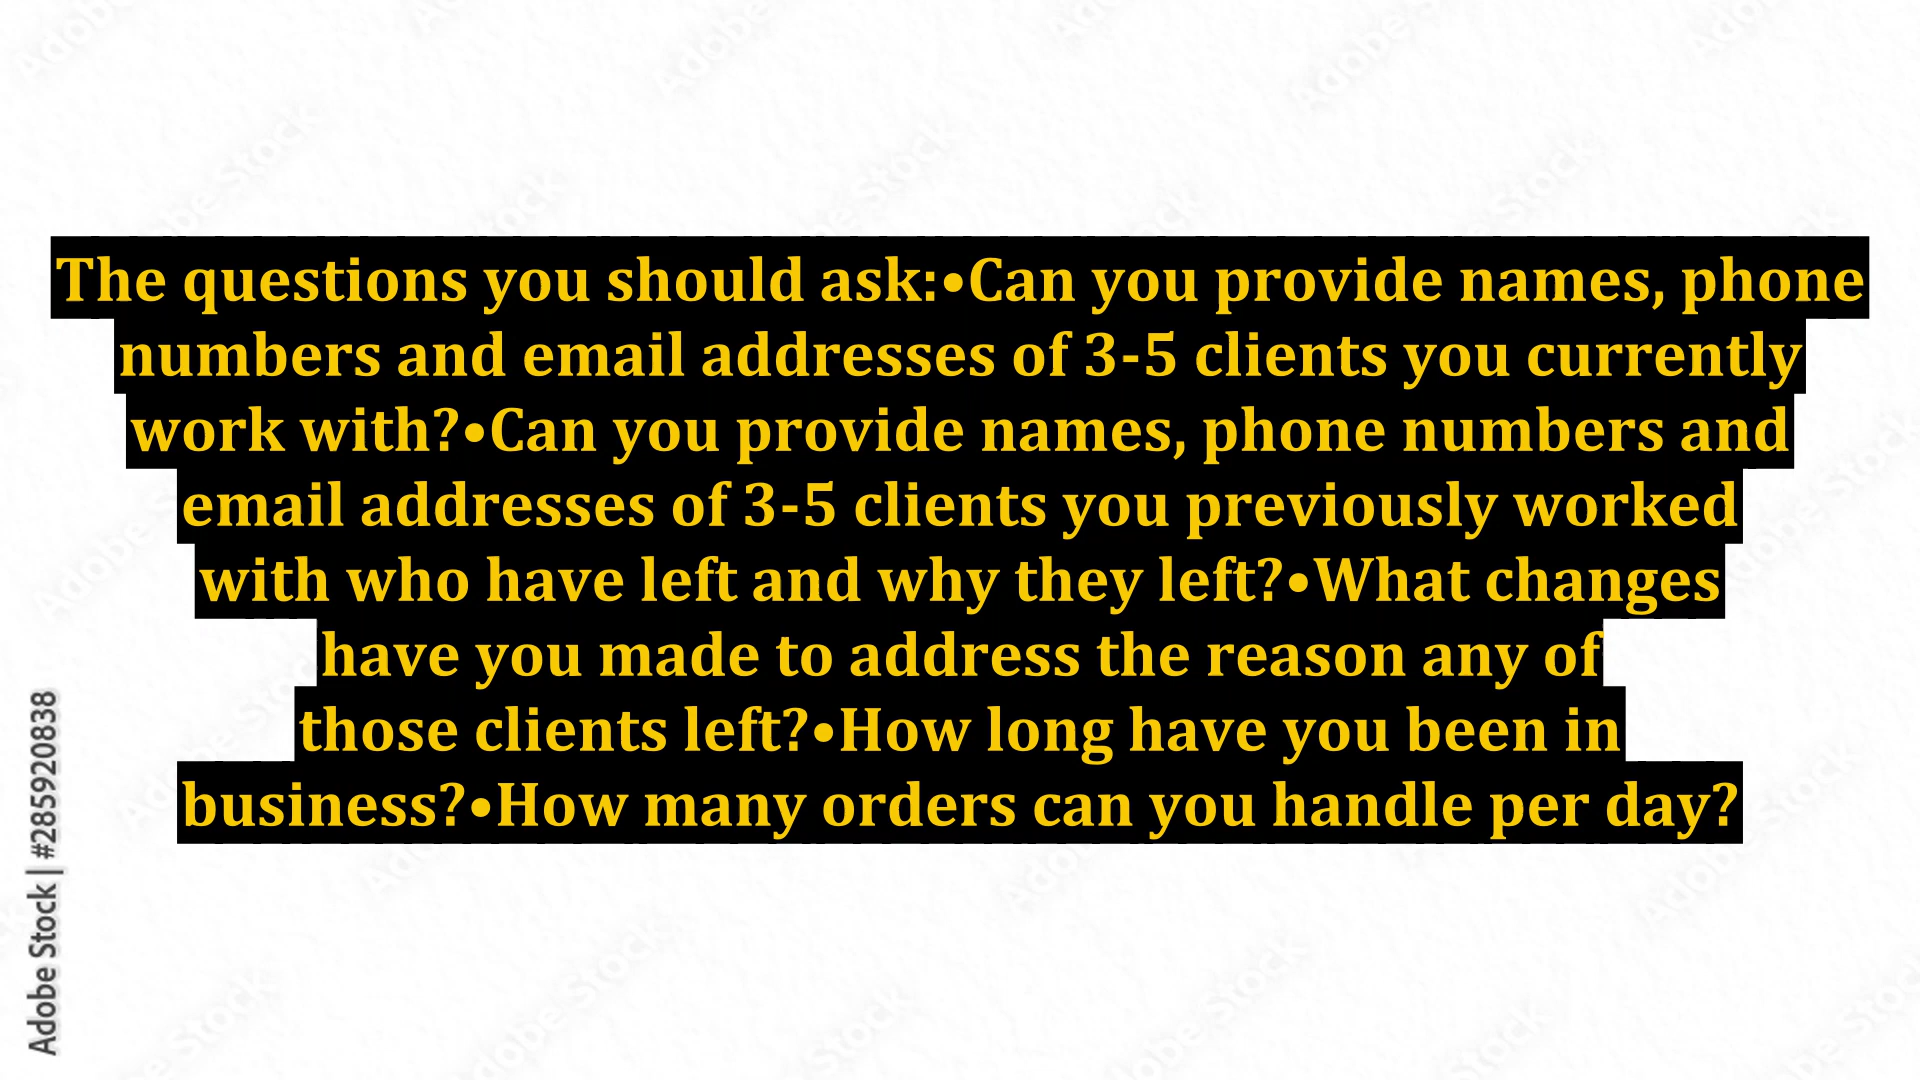 The questions you should ask:•Can you provide names, phone
numbers and email addresses of 3-5 clients you currently
work with?•Can you provide names, phone numbers and
email addresses of 3-5 clients you previously worked
with who have left and why they left?•What changes
have you made to address the reason any of
those clients left?•How long have you been in
business?•How many orders can you handle per day?
Adobe Stock | #285920838